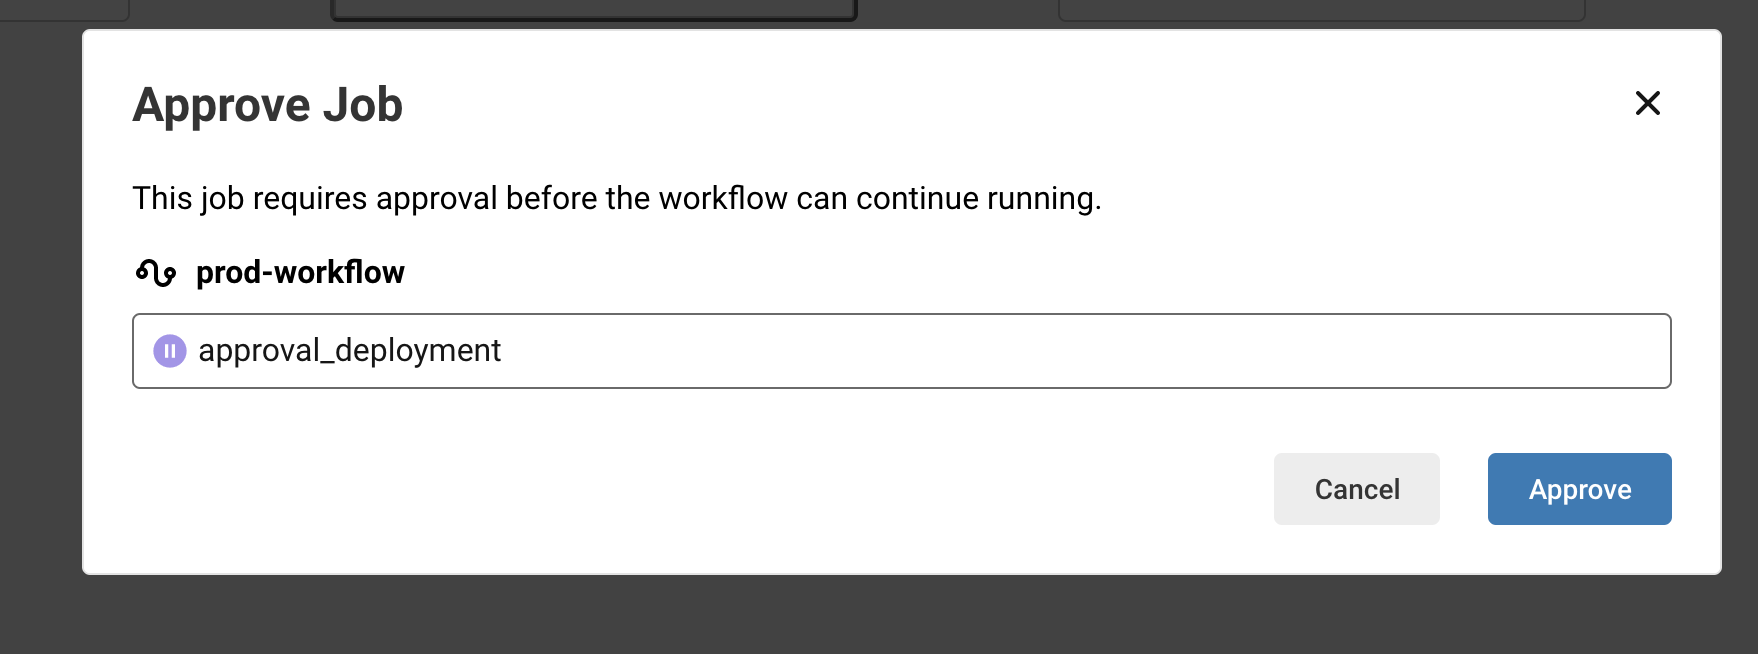 Approve Job
This job requires approval before the workflow can continue running.
prod-workflow
approval_deployment
Cancel
Approve